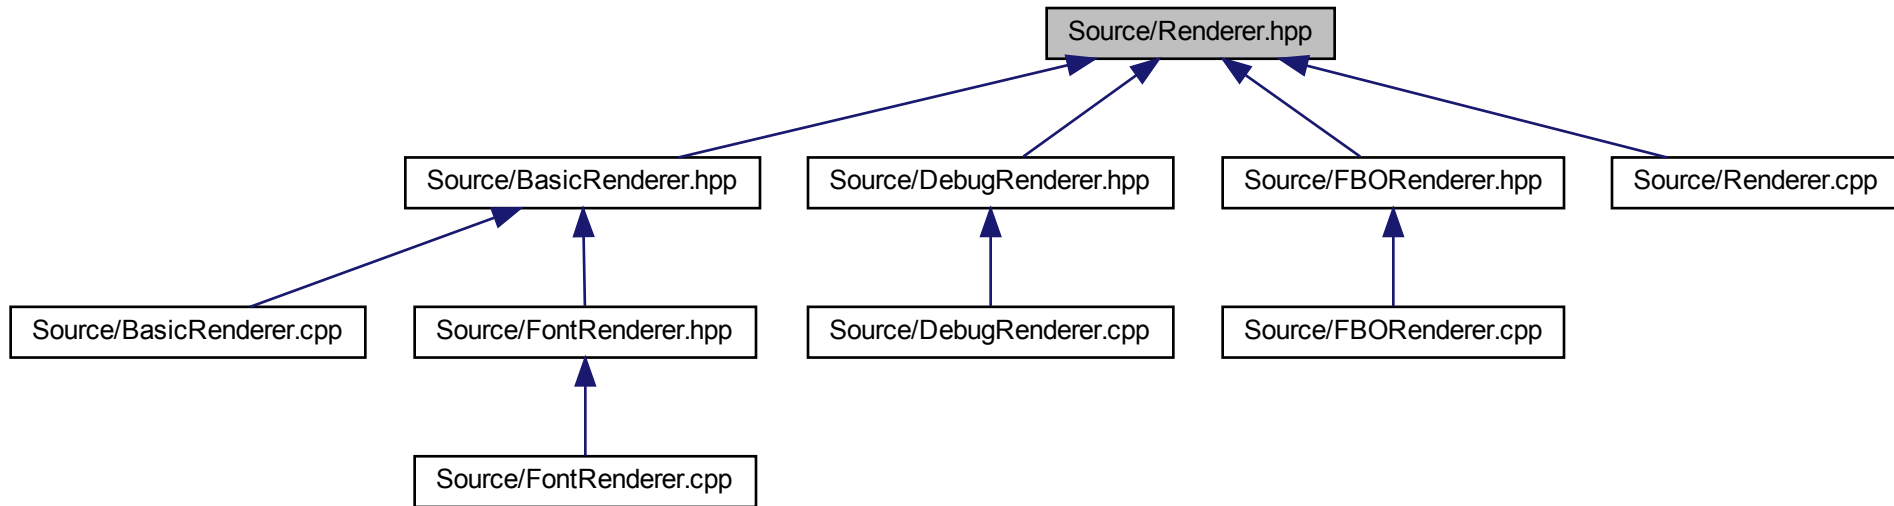 Source/Renderer.hpp
Source/BasicRenderer.hpp
Source/DebugRenderer.hpp
Source/FBORenderer.hpp
Source/Renderer.cpp
Source/BasicRenderer.cpp
Source/FontRenderer.hpp
Source/DebugRenderer.cpp
Source/FBORenderer.cpp
Source/FontRenderer.cpp